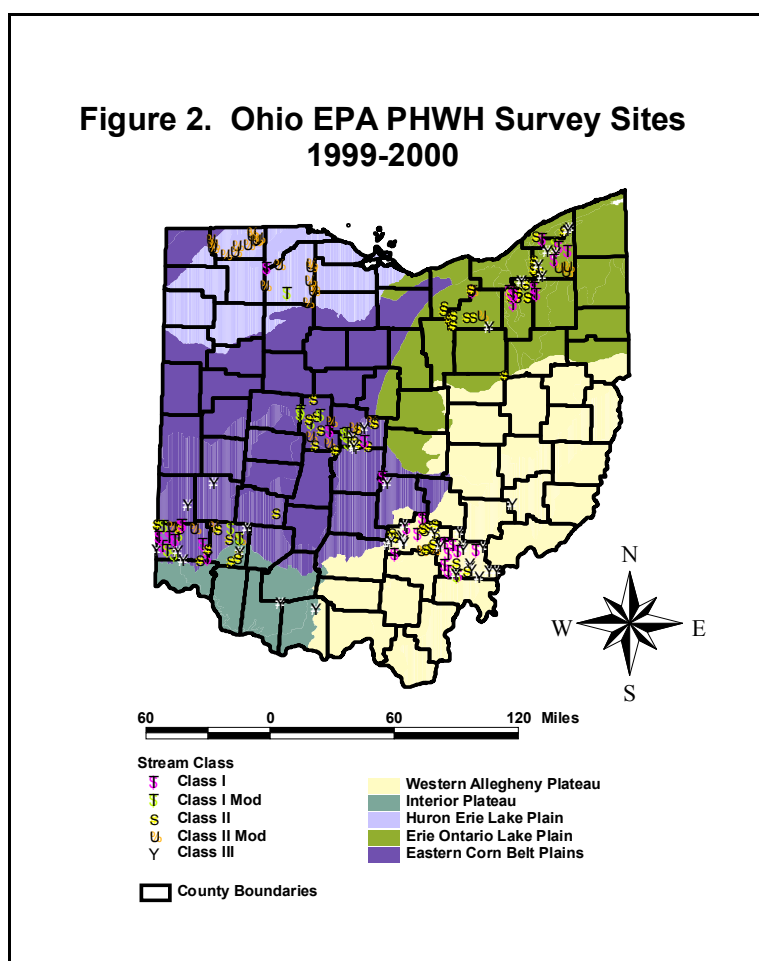 Figure 2. Ohio EPA PHWH Survey Sites
1999-2000
N
W E
S
60 0 60 120 Miles
Stream Class
Class I
Class I Mod
Class II
Class II Mod
Class III
County Boundaries
Western Allegheny Plateau
Interior Plateau
Huron Erie Lake Plain
Erie Ontario Lake Plain
Eastern Corn Belt Plains